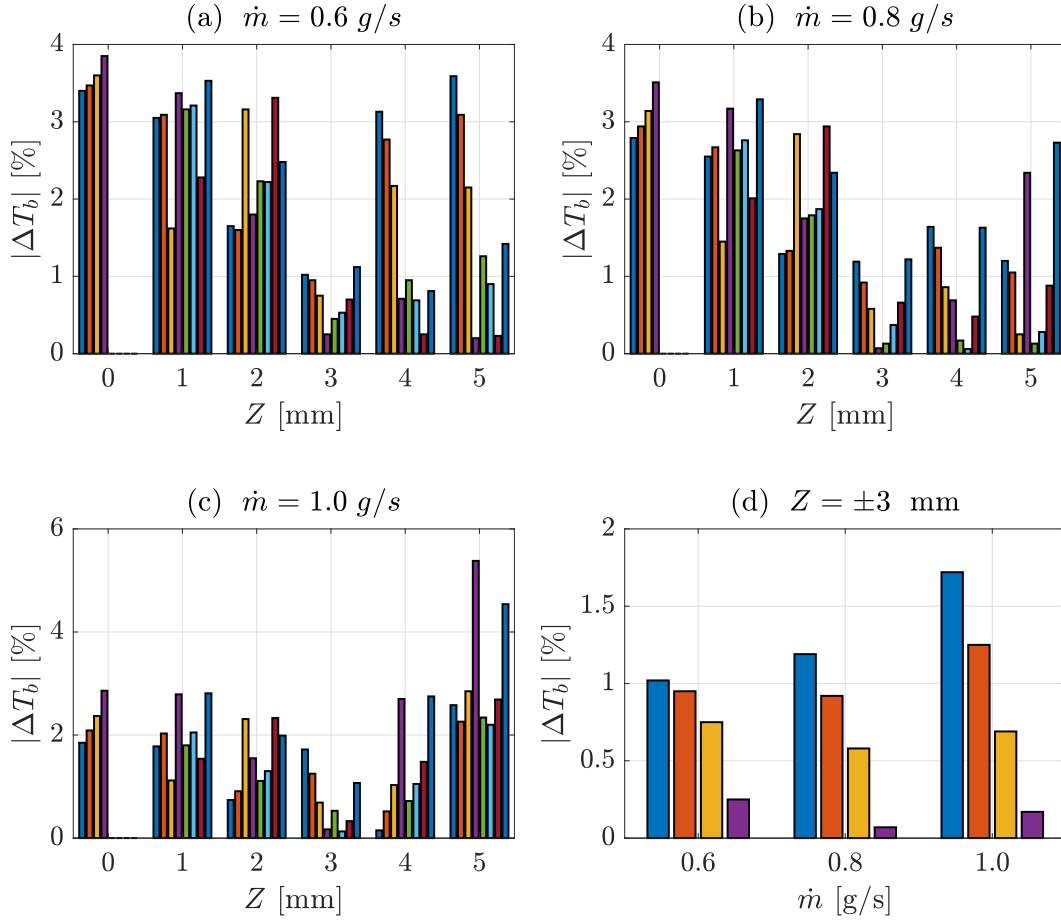 (a) ṁ = 0.6 g/s
|ΔT_b| [%]
4
3
2
1
0
0 1 2 3 4 5
Z [mm]
(b) ṁ = 0.8 g/s
|ΔT_b| [%]
4
3
2
1
0
0 1 2 3 4 5
Z [mm]
(c) ṁ = 1.0 g/s
|ΔT_b| [%]
6
4
2
0
0 1 2 3 4 5
Z [mm]
(d) Z = ±3 mm
|ΔT_b| [%]
2
1.5
1
0.5
0
0.6 0.8 1.0
ṁ [g/s]